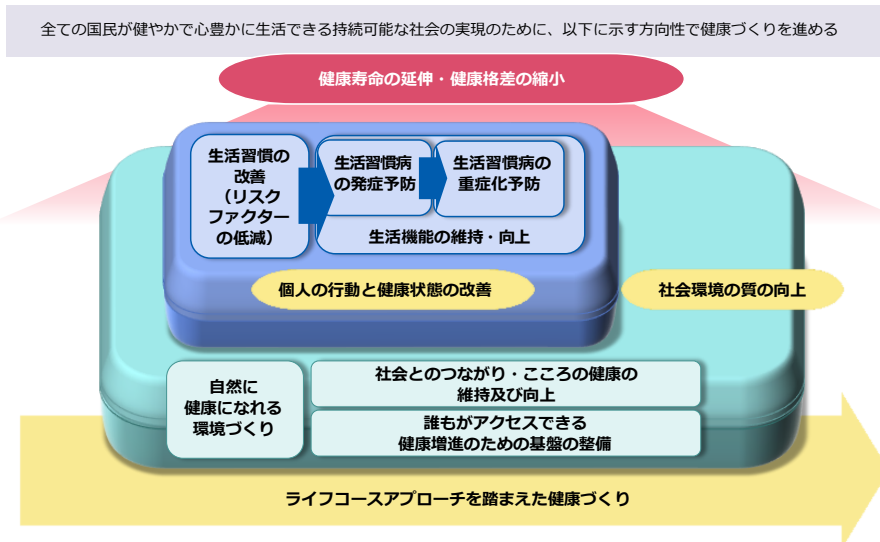 全ての国民が健やかで心豊かに生活できる持続可能な社会の実現のために、以下に示す方向性で健康づくりを進める
健康寿命の延伸・健康格差の縮小
生活習慣の
改善
（リスク
ファクター
の低減）
生活習慣病
の発症予防
生活習慣病の
重症化予防
生活機能の維持・向上
個人の行動と健康状態の改善
社会環境の質の向上
自然に
健康になれる
環境づくり
社会とのつながり・こころの健康の
維持及び向上
誰もがアクセスできる
健康増進のための基盤の整備
ライフコースアプローチを踏まえた健康づくり